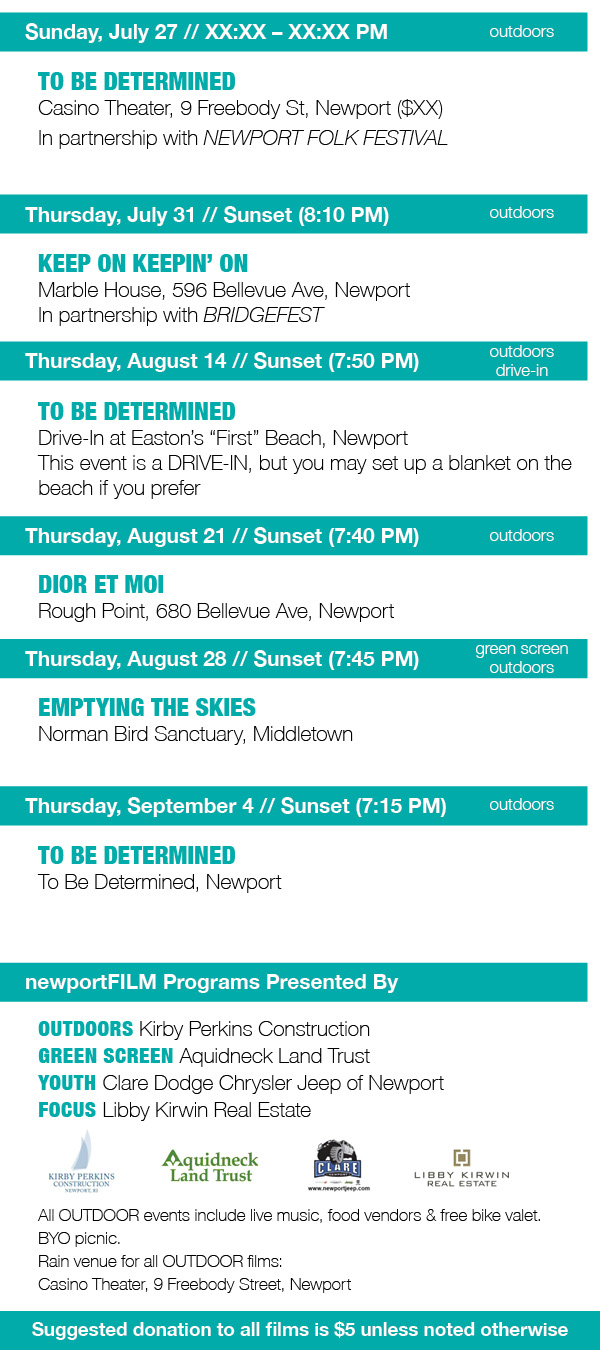 Sunday, July 27 // XX:XX – XX:XX PM outdoors
TO BE DETERMINED
Casino Theater, 9 Freebody St, Newport ($XX)
In partnership with NEWPORT FOLK FESTIVAL
Thursday, July 31 // Sunset (8:10 PM) outdoors
KEEP ON KEEPIN’ ON
Marble House, 596 Bellevue Ave, Newport
In partnership with BRIDGEFEST
Thursday, August 14 // Sunset (7:50 PM) outdoors
drive-in
TO BE DETERMINED
Drive-In at Easton’s “First” Beach, Newport
This event is a DRIVE-IN, but you may set up a blanket on the
beach if you prefer
Thursday, August 21 // Sunset (7:40 PM) outdoors
DIOR ET MOI
Rough Point, 680 Bellevue Ave, Newport
Thursday, August 28 // Sunset (7:45 PM) green screen
outdoors
EMPTYING THE SKIES
Norman Bird Sanctuary, Middletown
Thursday, September 4 // Sunset (7:15 PM) outdoors
TO BE DETERMINED
To Be Determined, Newport
newportFILM Programs Presented By
OUTDOORS Kirby Perkins Construction
GREEN SCREEN Aquidneck Land Trust
YOUTH Clare Dodge Chrysler Jeep of Newport
FOCUS Libby Kirwin Real Estate
KIRBY PERKINS
CONSTRUCTION
NEWPORT, RI
Aquidneck
Land Trust
CLARE
www.newportjeep.com
LIBBY KIRWIN
REAL ESTATE
All OUTDOOR events include live music, food vendors & free bike valet.
BYO picnic.
Rain venue for all OUTDOOR films:
Casino Theater, 9 Freebody Street, Newport
Suggested donation to all films is $5 unless noted otherwise